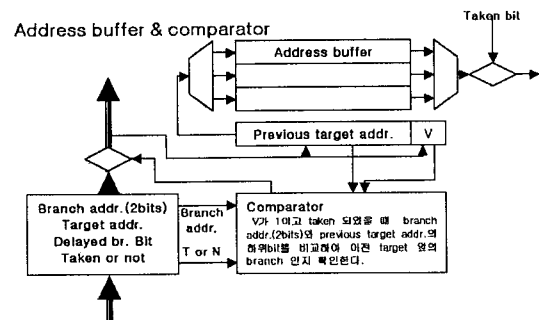 Address buffer & comparator
Taken bit
Address buffer
Previous target addr.
V
Branch addr.(2bits)
Target addr.
Delayed br. Bit
Taken or not
Branch
addr.
T or N
Comparator
V가 1이고 taken 되었을 때 branch
addr.(2bits)와 previous target addr.의
하위bit를 비교하여 이전 target 옆의
branch 인지 확인한다.